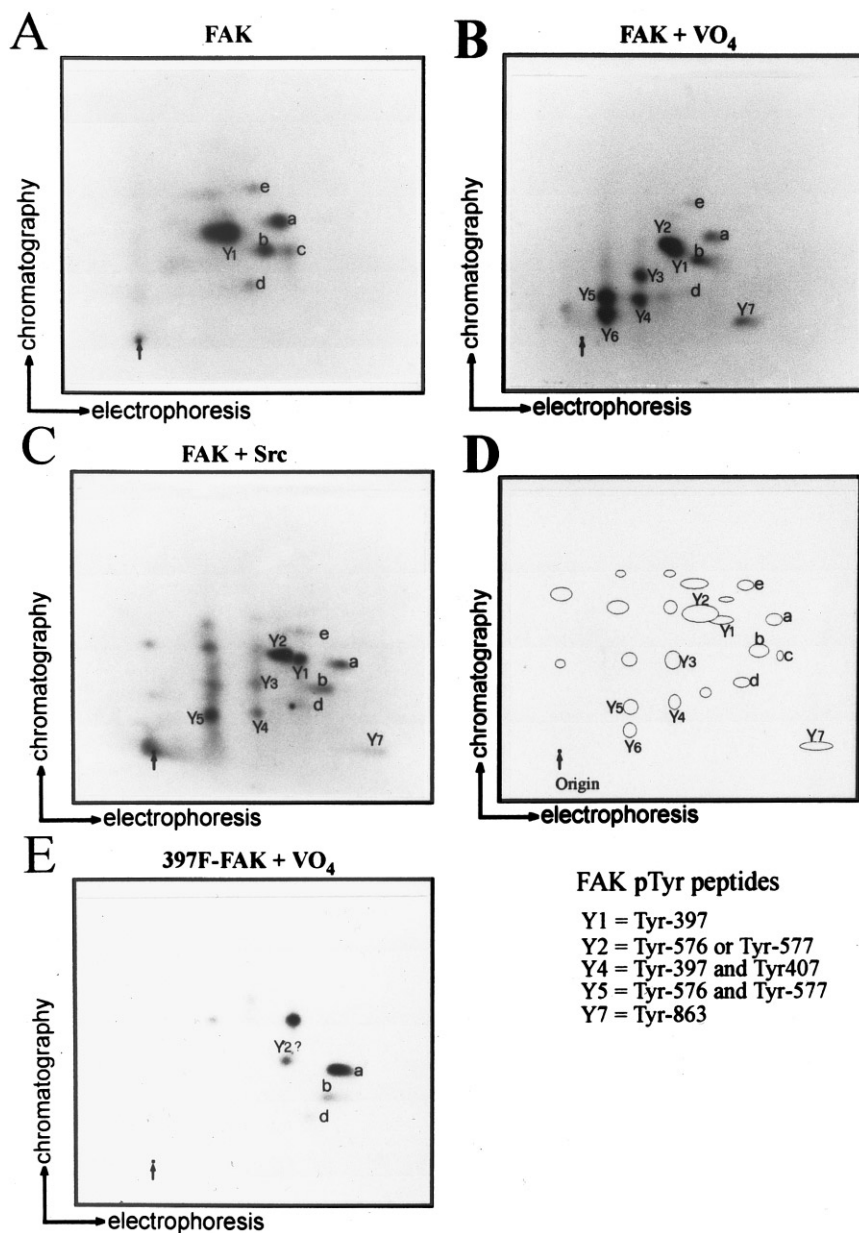 A
FAK
e
a
b
c
Y1
d
chromatography
electrophoresis
B
FAK + VO4
e
Y2
a
b
Y1
Y3
d
Y5
Y4
Y7
Y6
chromatography
electrophoresis
C
FAK + Src
Y2
e
Y1
a
Y3
b
d
Y5
Y4
Y7
chromatography
electrophoresis
D
e
Y2
a
Y1
b
c
Y3
d
Y5
Y4
Y6
Y7
Origin
chromatography
electrophoresis
E
397F-FAK + VO4
Y2,?
a
b
d
chromatography
electrophoresis
FAK pTyr peptides
Y1 = Tyr-397
Y2 = Tyr-576 or Tyr-577
Y4 = Tyr-397 and Tyr407
Y5 = Tyr-576 and Tyr-577
Y7 = Tyr-863